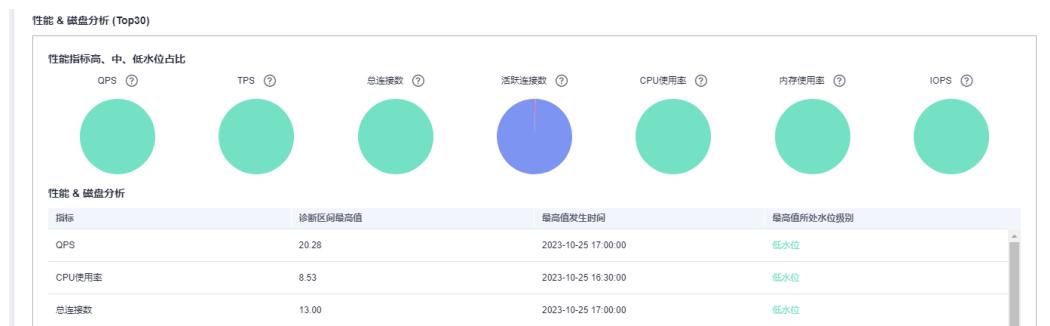 性能 & 磁盘分析 (Top30)
性能指标高、中、低水位占比
QPS ? TPS ? 总连接数 ? 活跃连接数 ? CPU使用率 ? 内存使用率 ? IOPS ?
性能 & 磁盘分析
指标 诊断区间最高值 最高值发生时间 最高值所处水位级别
QPS 20.28 2023-10-25 17:00:00 低水位
CPU使用率 8.53 2023-10-25 16:30:00 低水位
总连接数 13.00 2023-10-25 17:00:00 低水位